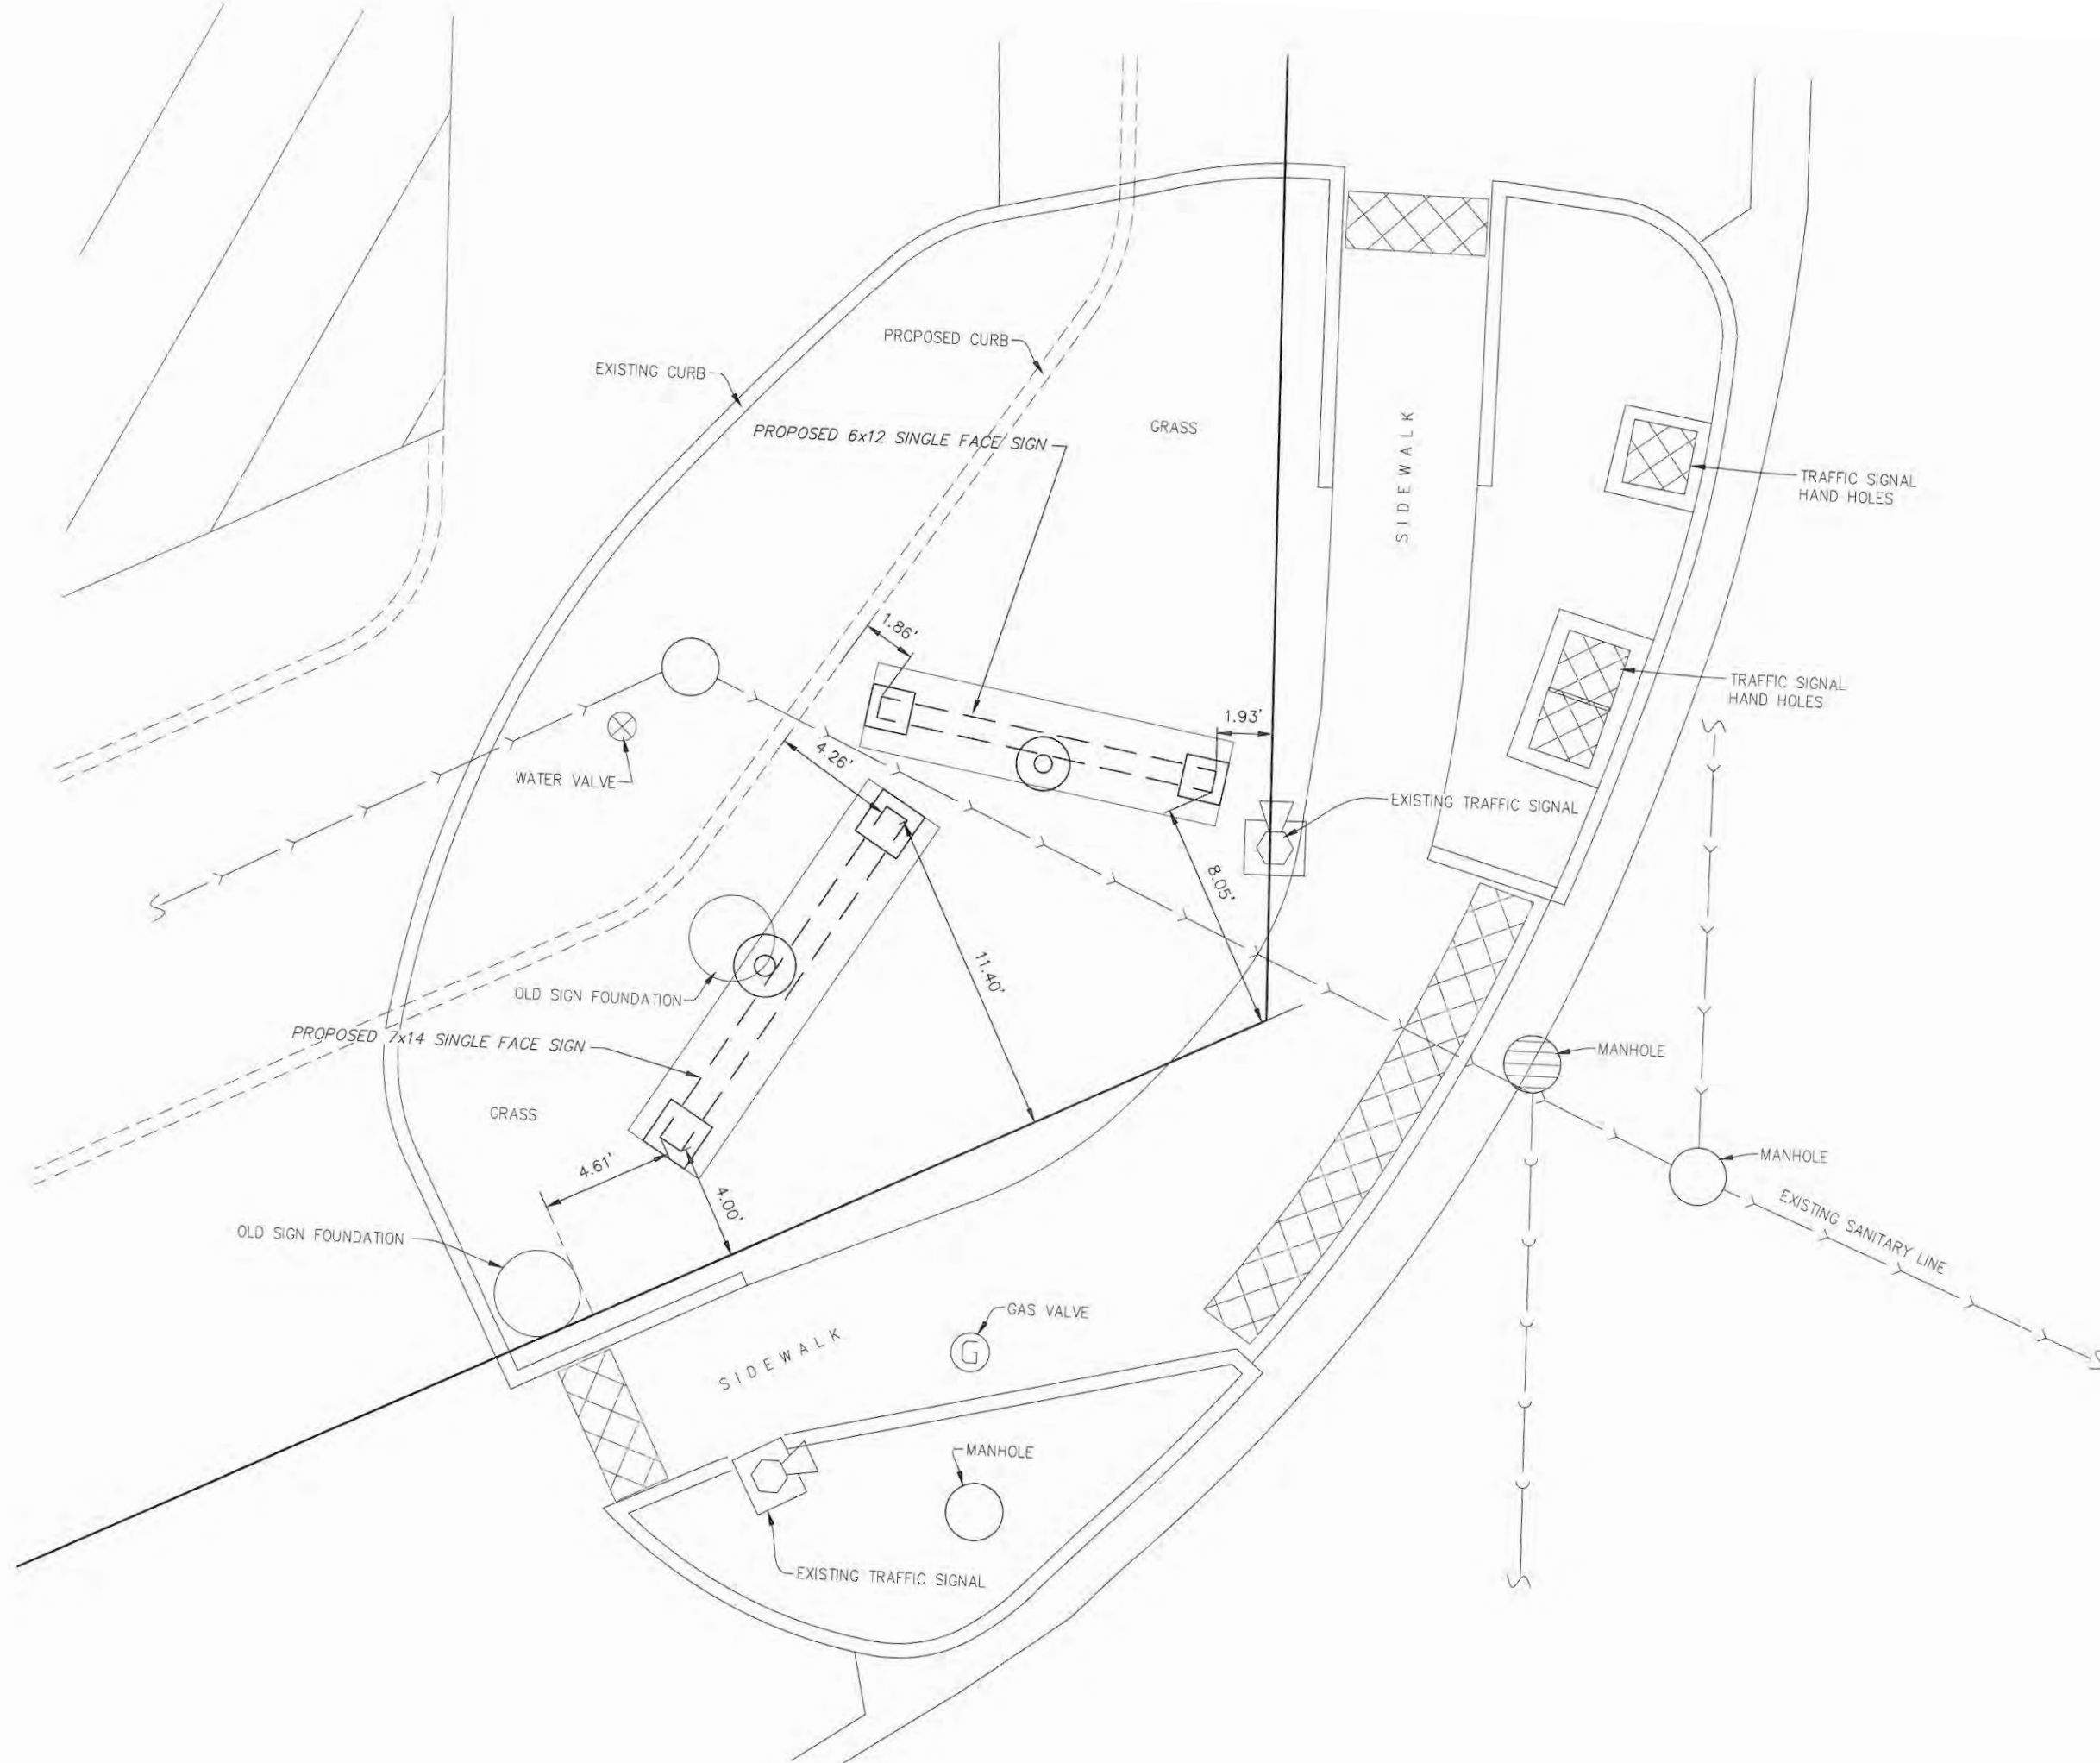 PROPOSED CURB
EXISTING CURB
PROPOSED 6x12 SINGLE FACE SIGN
GRASS
SIDEWALK
TRAFFIC SIGNAL
HAND HOLES
1.86'
TRAFFIC SIGNAL
HAND HOLES
1.93'
4.26'
WATER VALVE
EXISTING TRAFFIC SIGNAL
8.05'
11.40'
OLD SIGN FOUNDATION
PROPOSED 7x14 SINGLE FACE SIGN
MANHOLE
GRASS
MANHOLE
4.61'
4.00'
EXISTING SANITARY LINE
OLD SIGN FOUNDATION
GAS VALVE
G
SIDEWALK
MANHOLE
EXISTING TRAFFIC SIGNAL